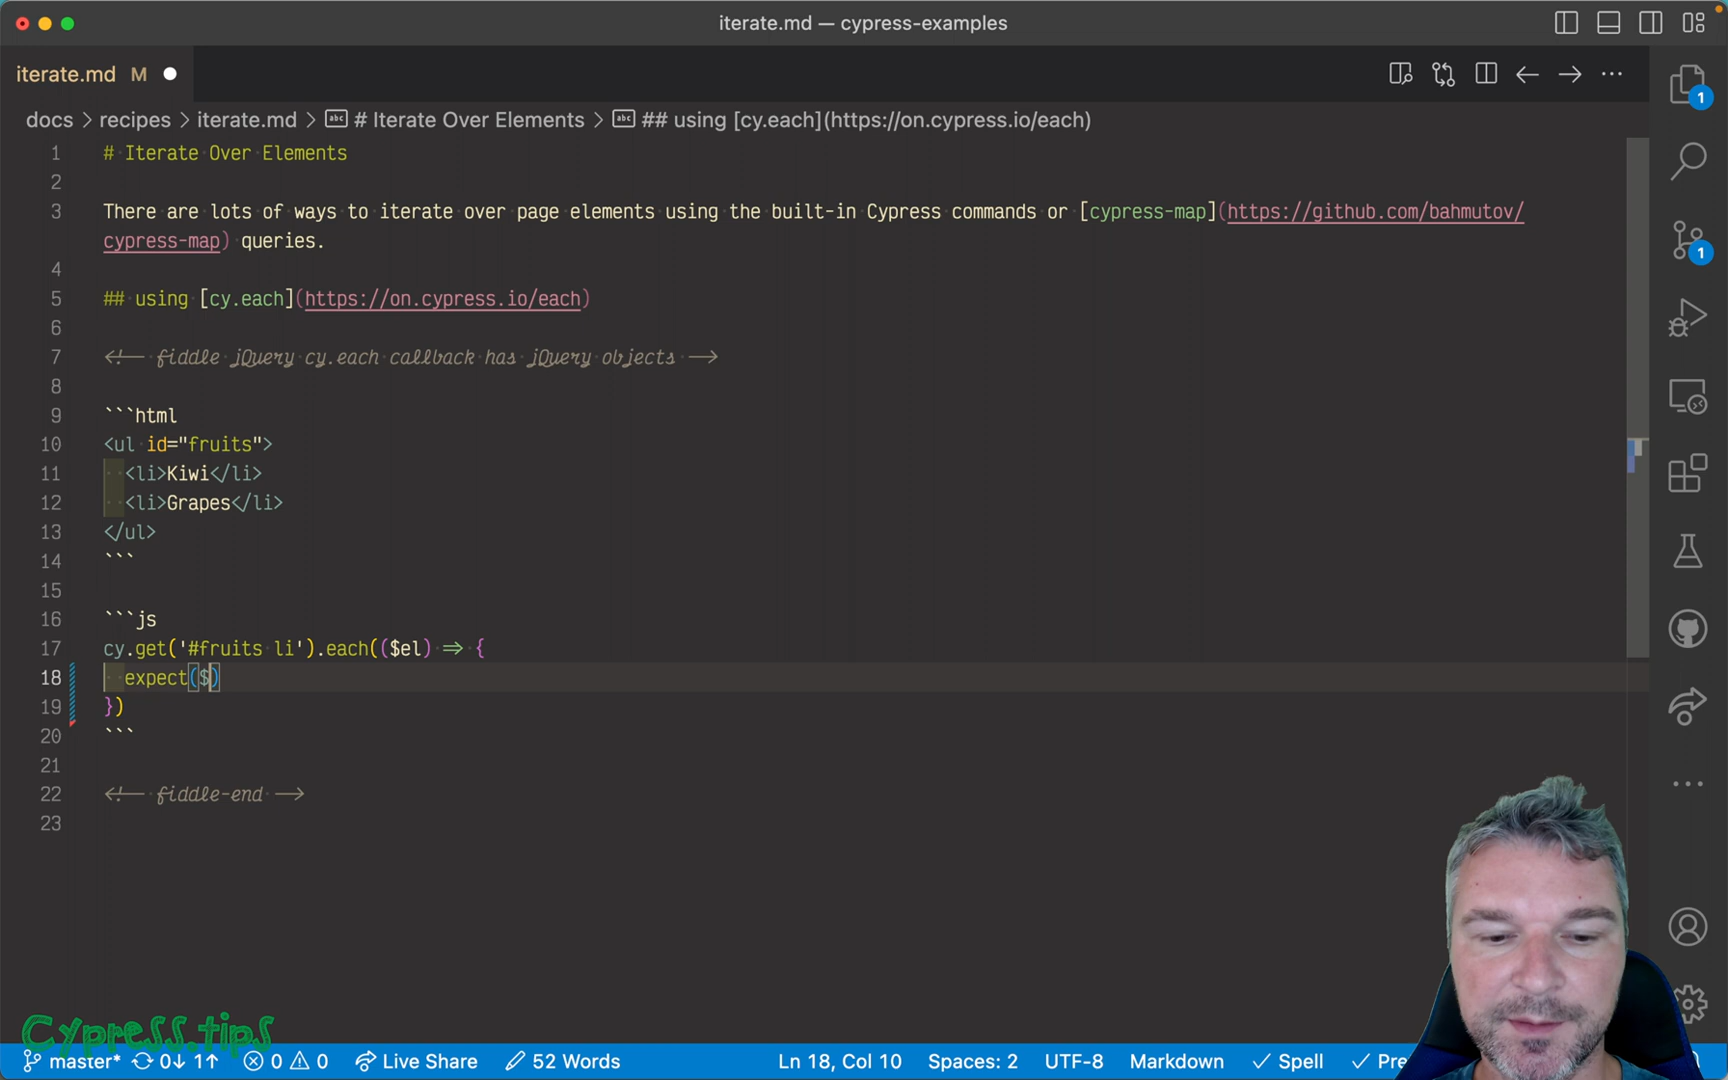 iterate.md — cypress-examples
iterate.md M
docs > recipes > iterate.md > # Iterate Over Elements > ## using [cy.each](https://on.cypress.io/each)
1 # Iterate Over Elements
2
3 There are lots of ways to iterate over page elements using the built-in Cypress commands or [cypress-map](https://github.com/bahmutov/
cypress-map) queries.
4
5 ## using [cy.each](https://on.cypress.io/each)
6
7 <!-- fiddle jQuery cy.each callback has jQuery objects -->
8
9 ```html
10 <ul id="fruits">
11 <li>Kiwi</li>
12 <li>Grapes</li>
13 </ul>
14 ```
15
16 ```js
17 cy.get('#fruits li').each(($el) => {
18 expect($)
19 })
20 ```
21
22 <!-- fiddle-end -->
23
1
1
Cypress.tips
master* 0↓ 1↑ 0 0 Live Share 52 Words Ln 18, Col 10 Spaces: 2 UTF-8 Markdown Spell